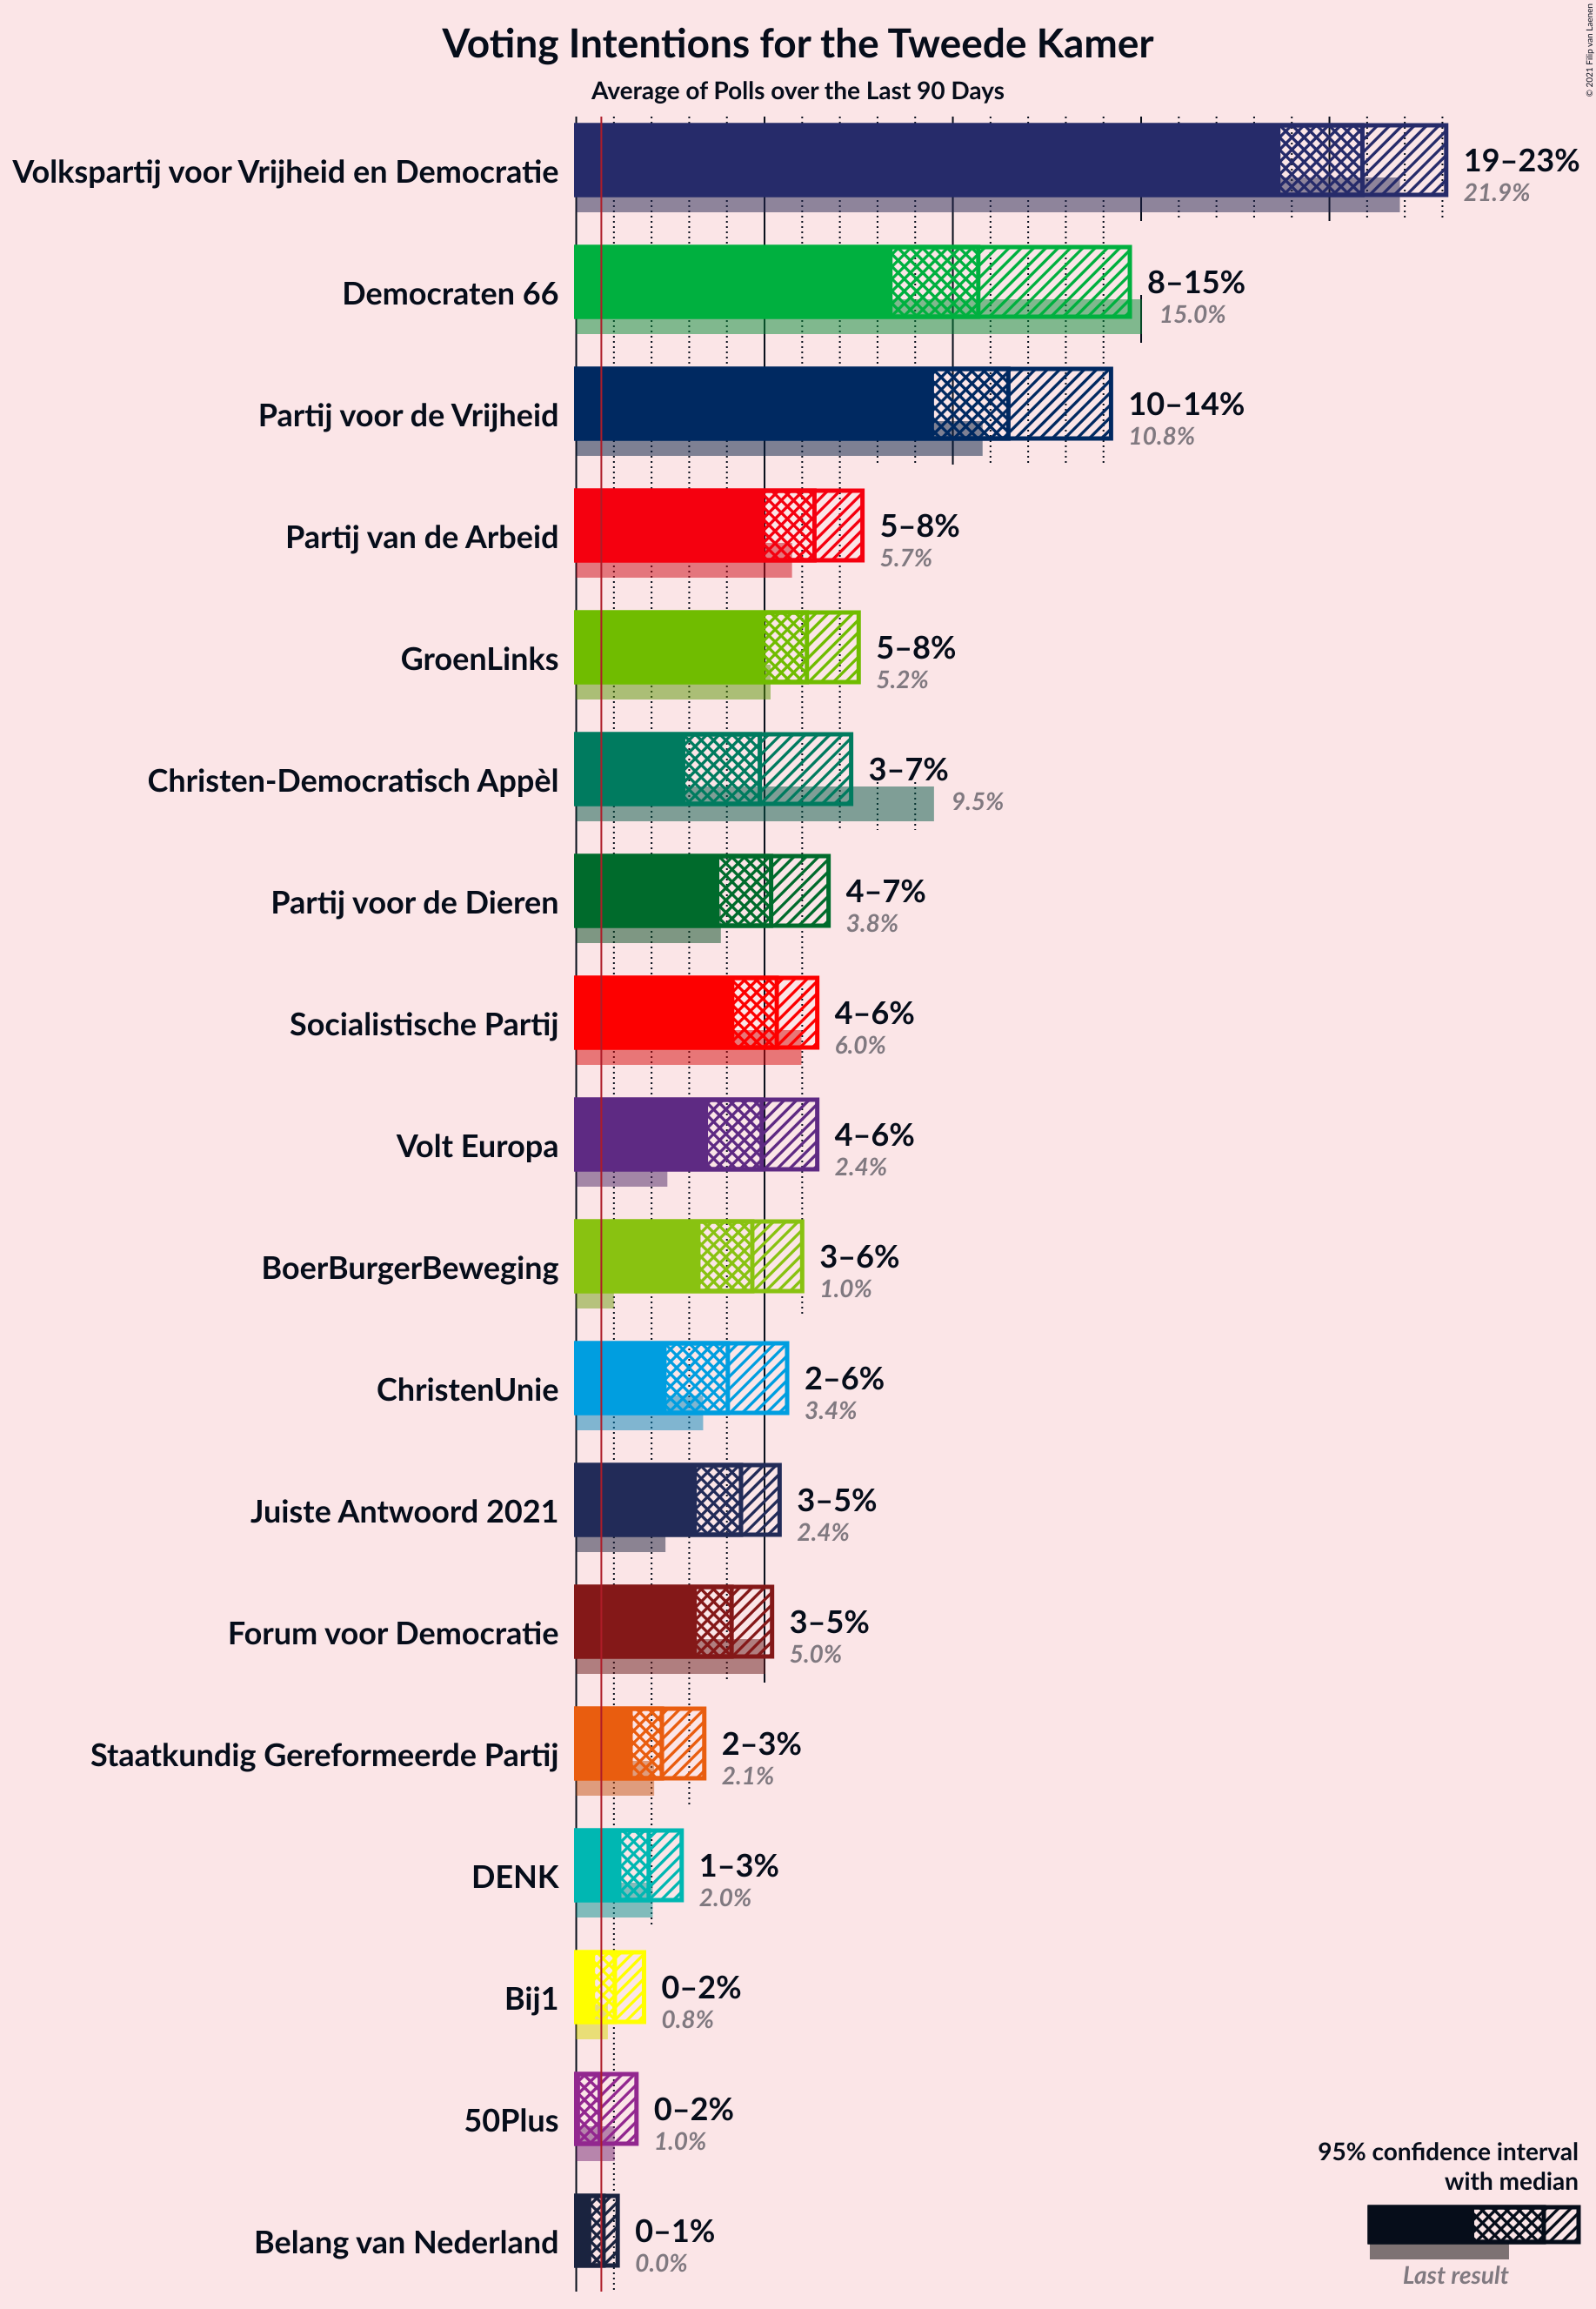 Voting Intentions for the Tweede Kamer
Average of Polls over the Last 90 Days
© 2021 Filip van Laenen
Volkspartij voor Vrijheid en Democratie
19–23%
21.9%
Democraten 66
8–15%
15.0%
Partij voor de Vrijheid
10–14%
10.8%
Partij van de Arbeid
5–8%
5.7%
GroenLinks
5–8%
5.2%
Christen-Democratisch Appèl
3–7%
9.5%
Partij voor de Dieren
4–7%
3.8%
Socialistische Partij
4–6%
6.0%
Volt Europa
4–6%
2.4%
BoerBurgerBeweging
3–6%
1.0%
ChristenUnie
2–6%
3.4%
Juiste Antwoord 2021
3–5%
2.4%
Forum voor Democratie
3–5%
5.0%
Staatkundig Gereformeerde Partij
2–3%
2.1%
DENK
1–3%
2.0%
Bij1
0–2%
0.8%
50Plus
0–2%
1.0%
Belang van Nederland
0–1%
0.0%
95% confidence interval
with median
Last result